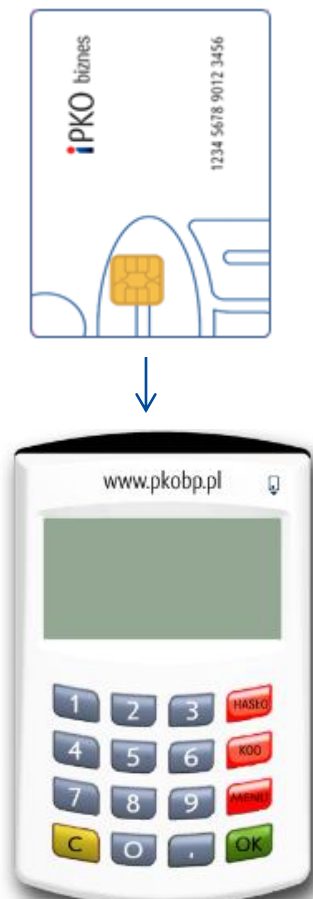 iPKO biznes
1234 5678 9012 3456
www.pkobp.pl
1 2 3 HASŁO
4 5 6 KOD
7 8 9 MENU
C 0 , OK